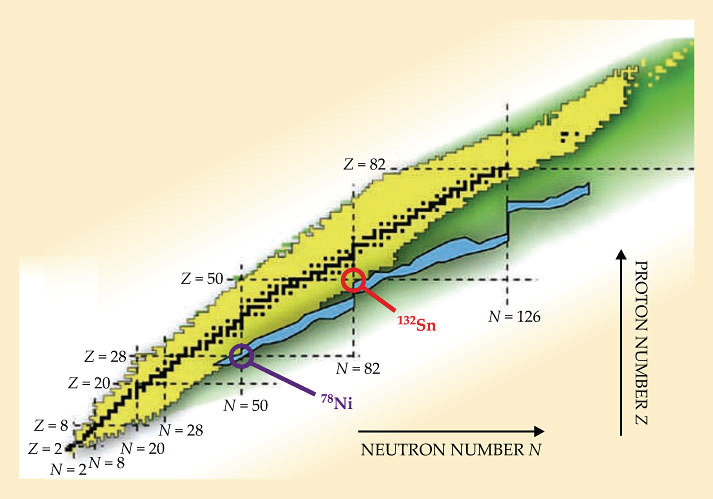 Z = 82
Z = 50
¹³²Sn
N = 126
PROTON NUMBER Z
Z = 28
N = 82
Z = 20
⁷⁸Ni
N = 50
Z = 8
N = 28
Z = 2
N = 20
NEUTRON NUMBER N
N = 2
N = 8